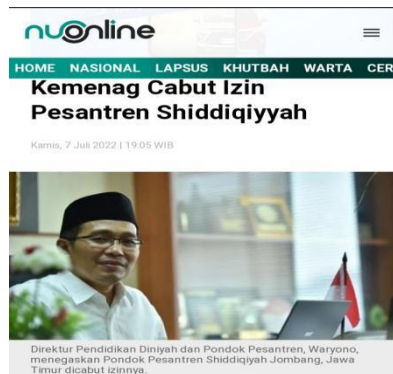 nuonline
HOME NASIONAL LAPSUS KHUTBAH WARTA CER
Kemenag Cabut Izin
Pesantren Shiddiqiyyah
Kamis, 7 Juli 2022 | 19:05 WIB
Direktur Pendidikan Diniyah dan Pondok Pesantren, Waryono,
menegaskan Pondok Pesantren Shiddiqiyah Jombang, Jawa
Timur dicabut izinnya.